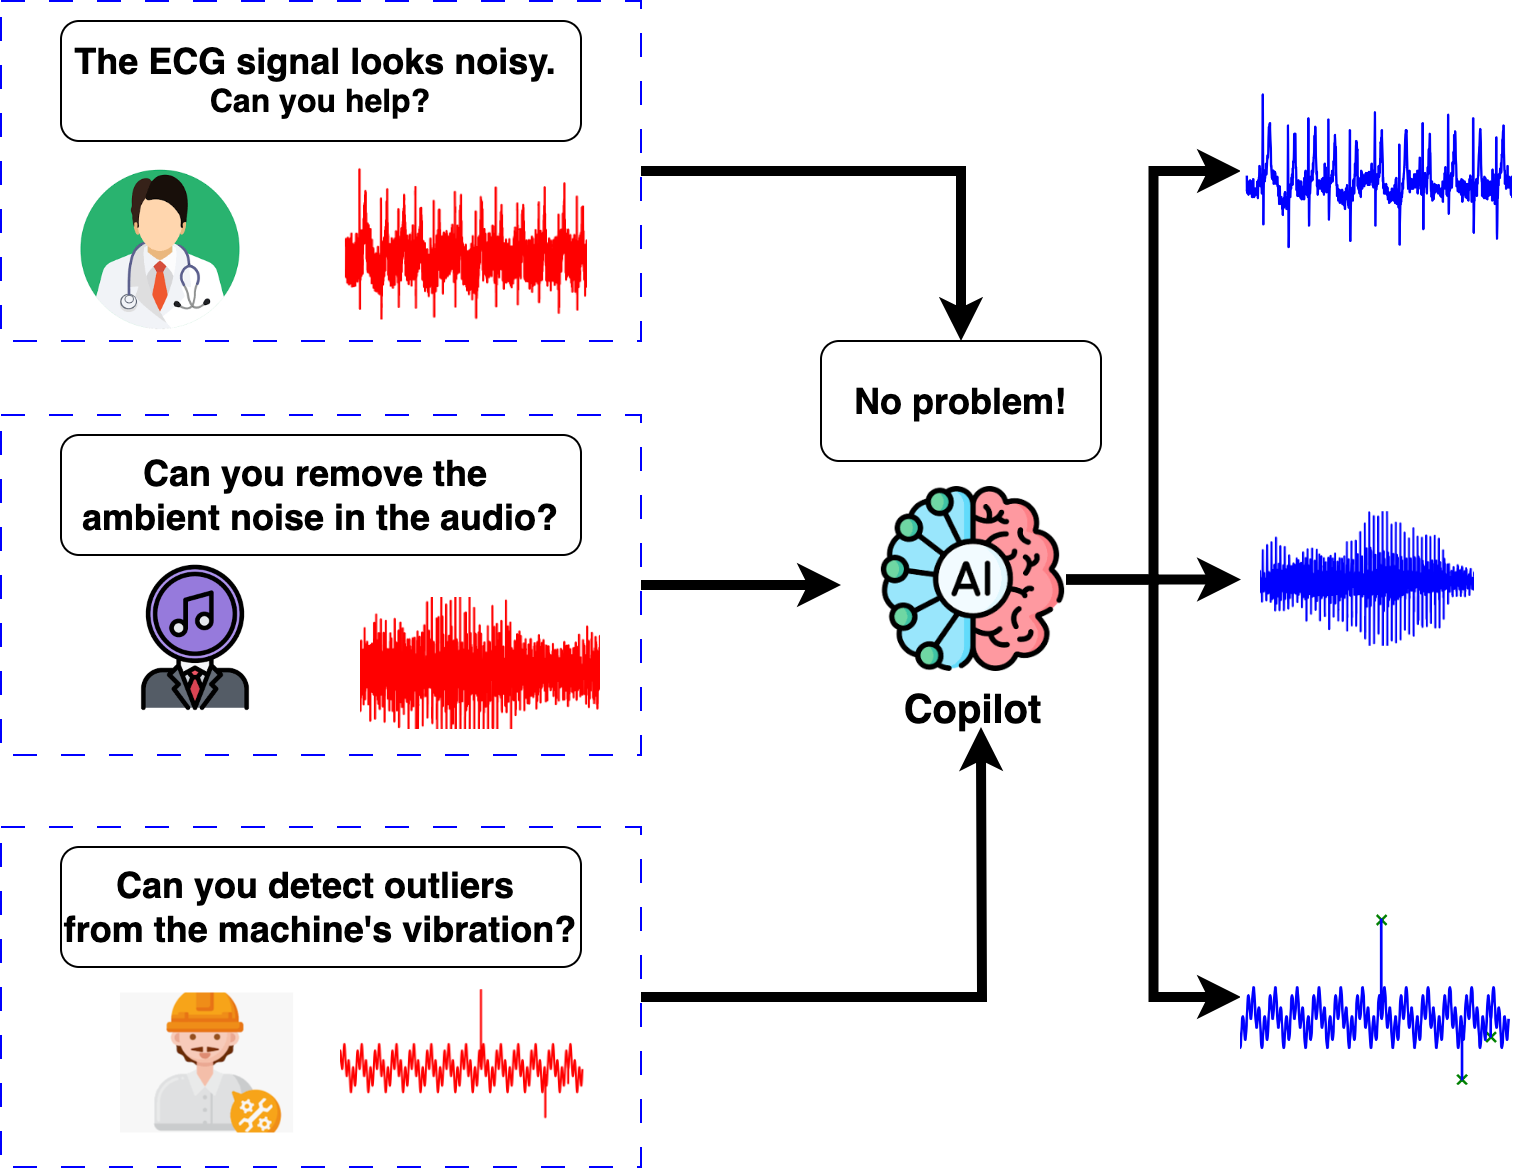 The ECG signal looks noisy.
Can you help?
No problem!
Can you remove the
ambient noise in the audio?
AI
Copilot
Can you detect outliers
from the machine's vibration?